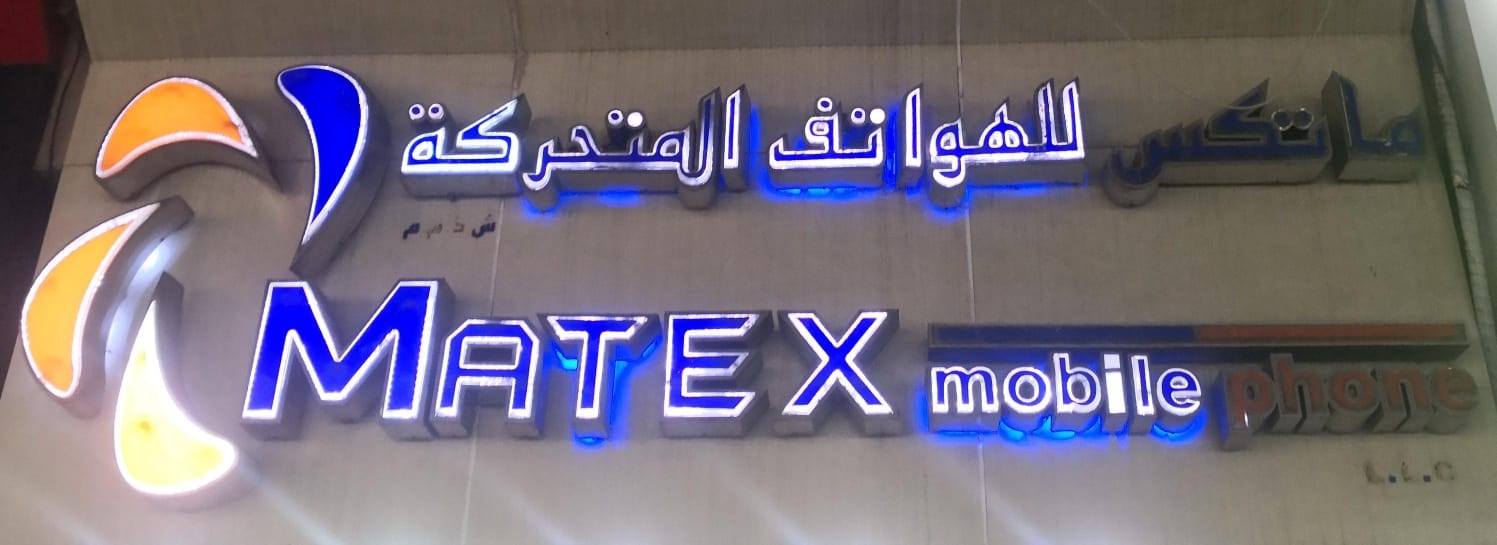 ماتكس للهواتف المتحركة
ش ذ م م
MATEX mobile phone
L.L.C